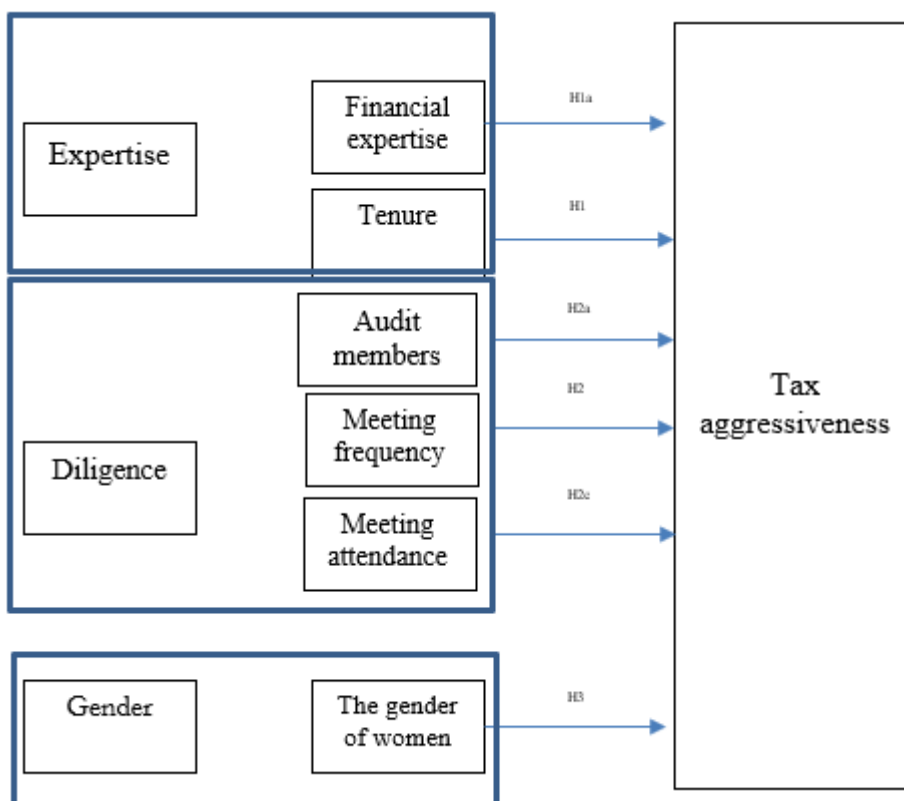 Expertise
Financial
expertise
H1a
Tenure
H1
Diligence
Audit
members
H2a
Meeting
frequency
H2
Meeting
attendance
H2c
Gender
The gender
of women
H3
Tax
aggressiveness